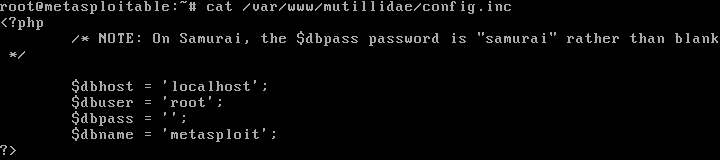 root@metasploitable:~# cat /var/www/mutillidae/config.inc
<?php
        /* NOTE: On Samurai, the $dbpass password is "samurai" rather than blank
 */

        $dbhost = 'localhost';
        $dbuser = 'root';
        $dbpass = '';
        $dbname = 'metasploit';
?>